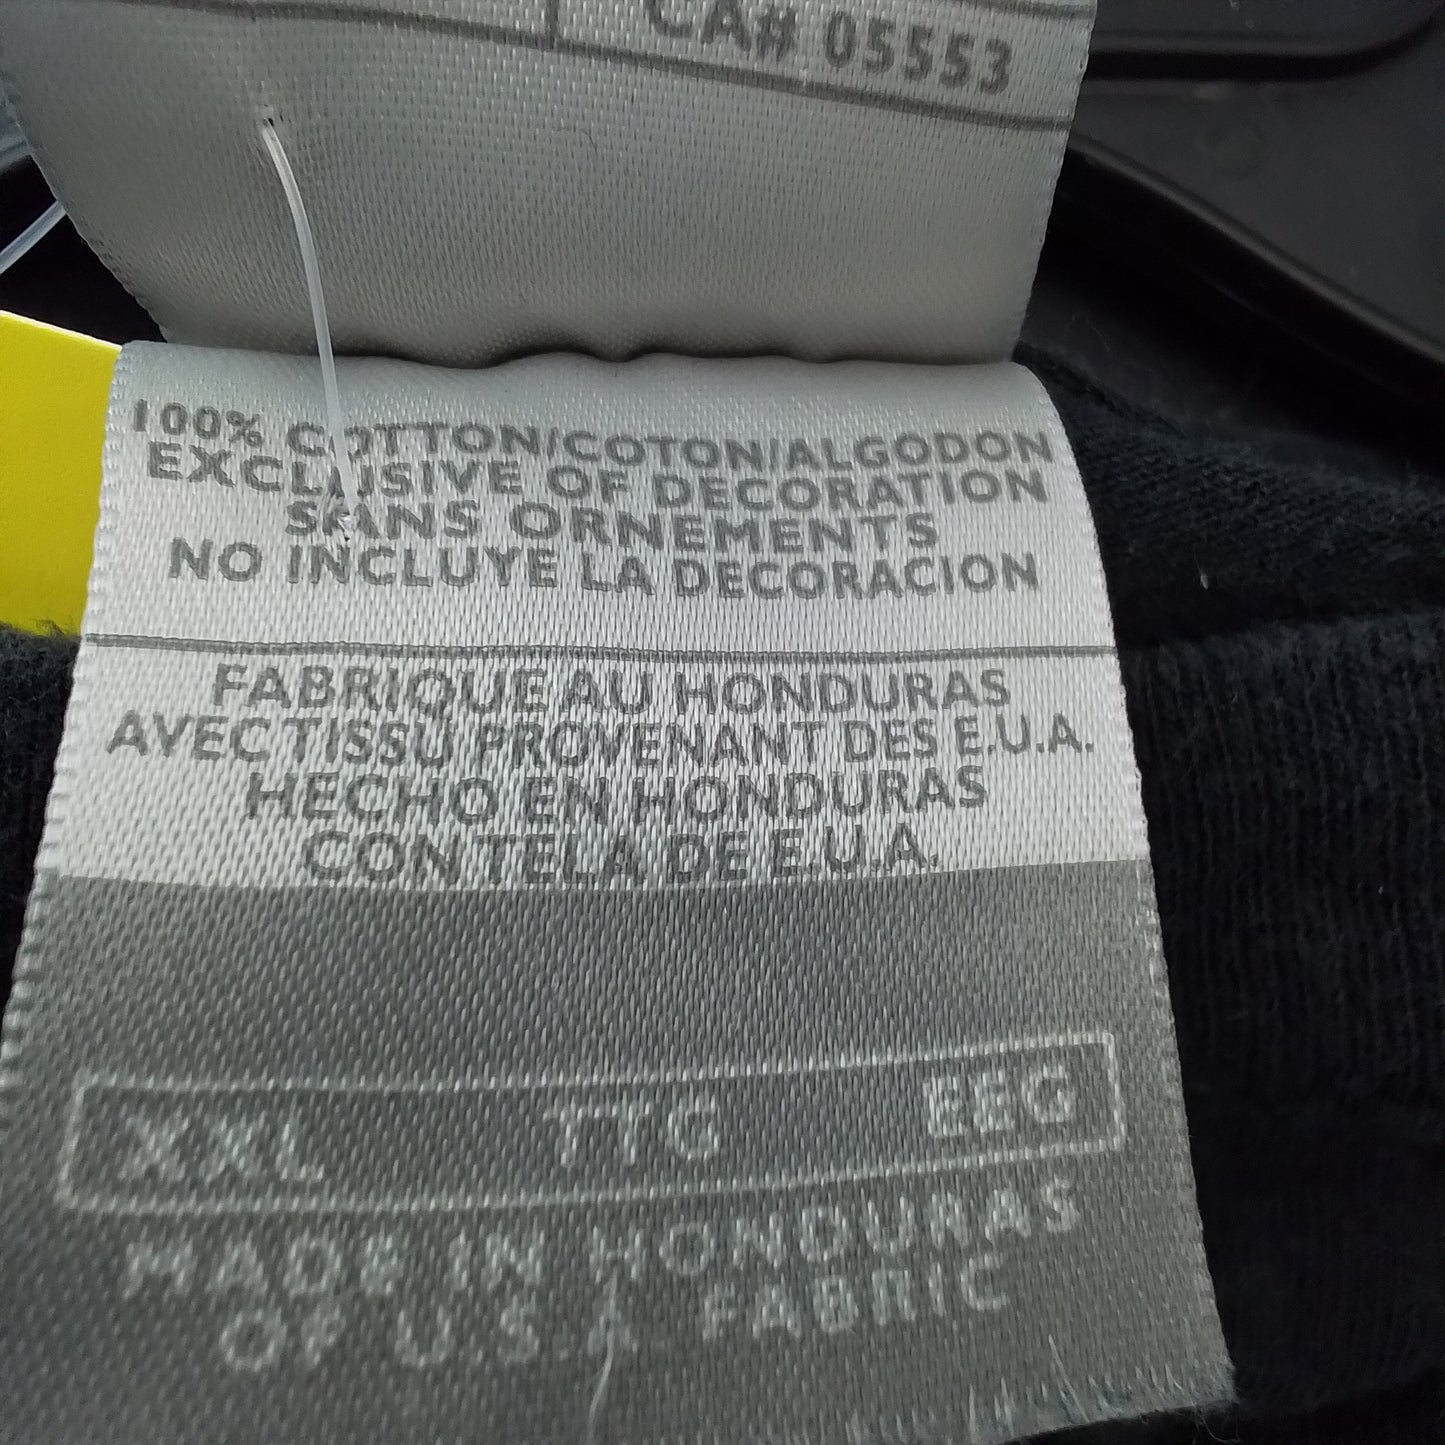 CA# 05553
100% COTTON/COTON/ALGODON
EXCLUSIVE OF DECORATION
SANS ORNEMENTS
NO INCLUYE LA DECORACION
FABRIQUE AU HONDURAS
AVEC TISSU PROVENANT DES E.U.A.
HECHO EN HONDURAS
CON TELA DE E.U.A.
XXL TTG EEG
MADE IN HONDURAS
OF U.S.A. FABRIC